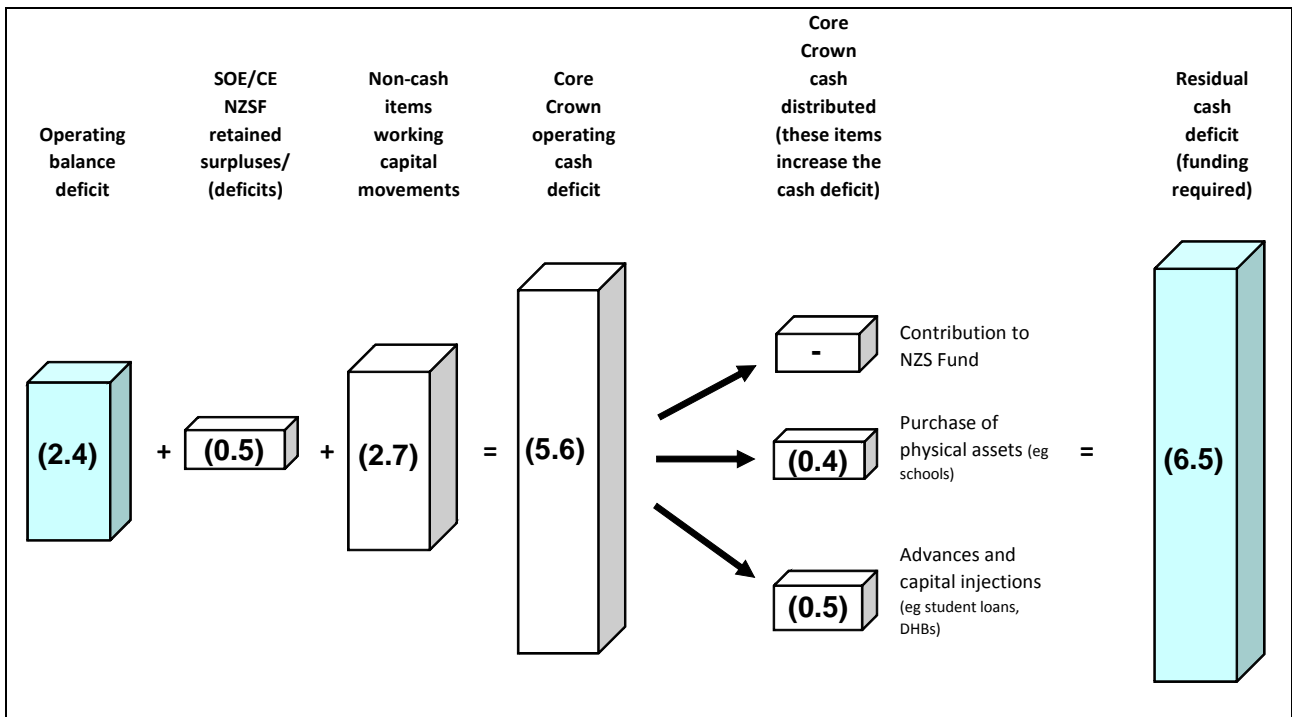 Operating
balance
deficit
SOE/CE
NZSF
retained
surpluses/
(deficits)
Non-cash
items
working
capital
movements
Core
Crown
operating
cash
deficit
Core
Crown
cash
distributed
(these items
increase the
cash deficit)
Residual
cash
deficit
(funding
required)
(2.4)
+
(0.5)
+
(2.7)
=
(5.6)
-
Contribution to
NZS Fund
(0.4)
Purchase of
physical assets (eg
schools)
(0.5)
Advances and
capital injections
(eg student loans,
DHBs)
=
(6.5)